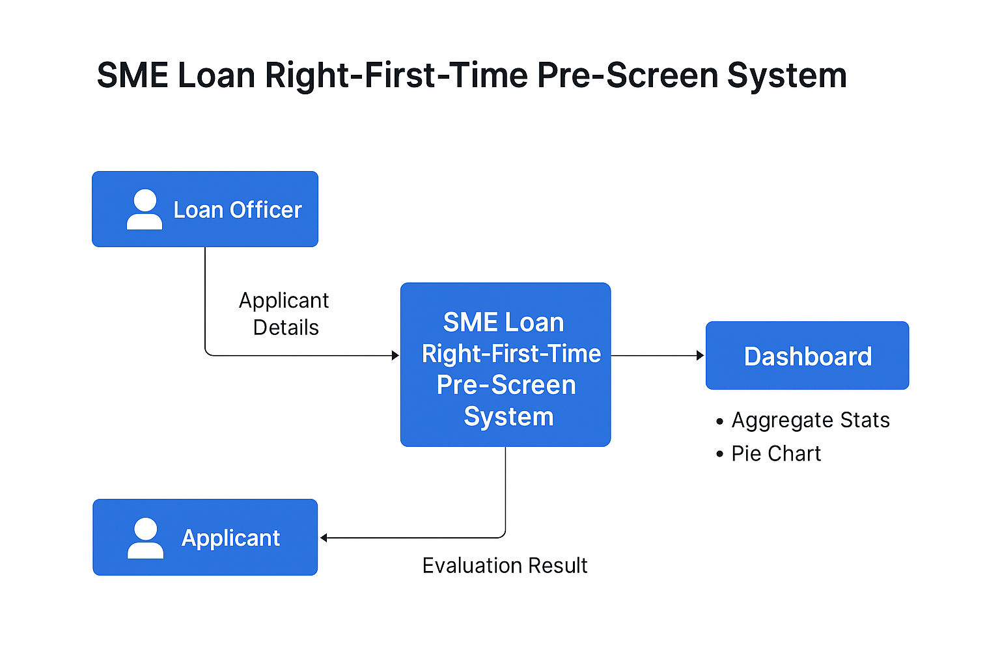 SME Loan Right-First-Time Pre-Screen System
Loan Officer
Applicant
Details
SME Loan
Right-First-Time
Pre-Screen
System
Dashboard
• Aggregate Stats
• Pie Chart
Applicant
Evaluation Result